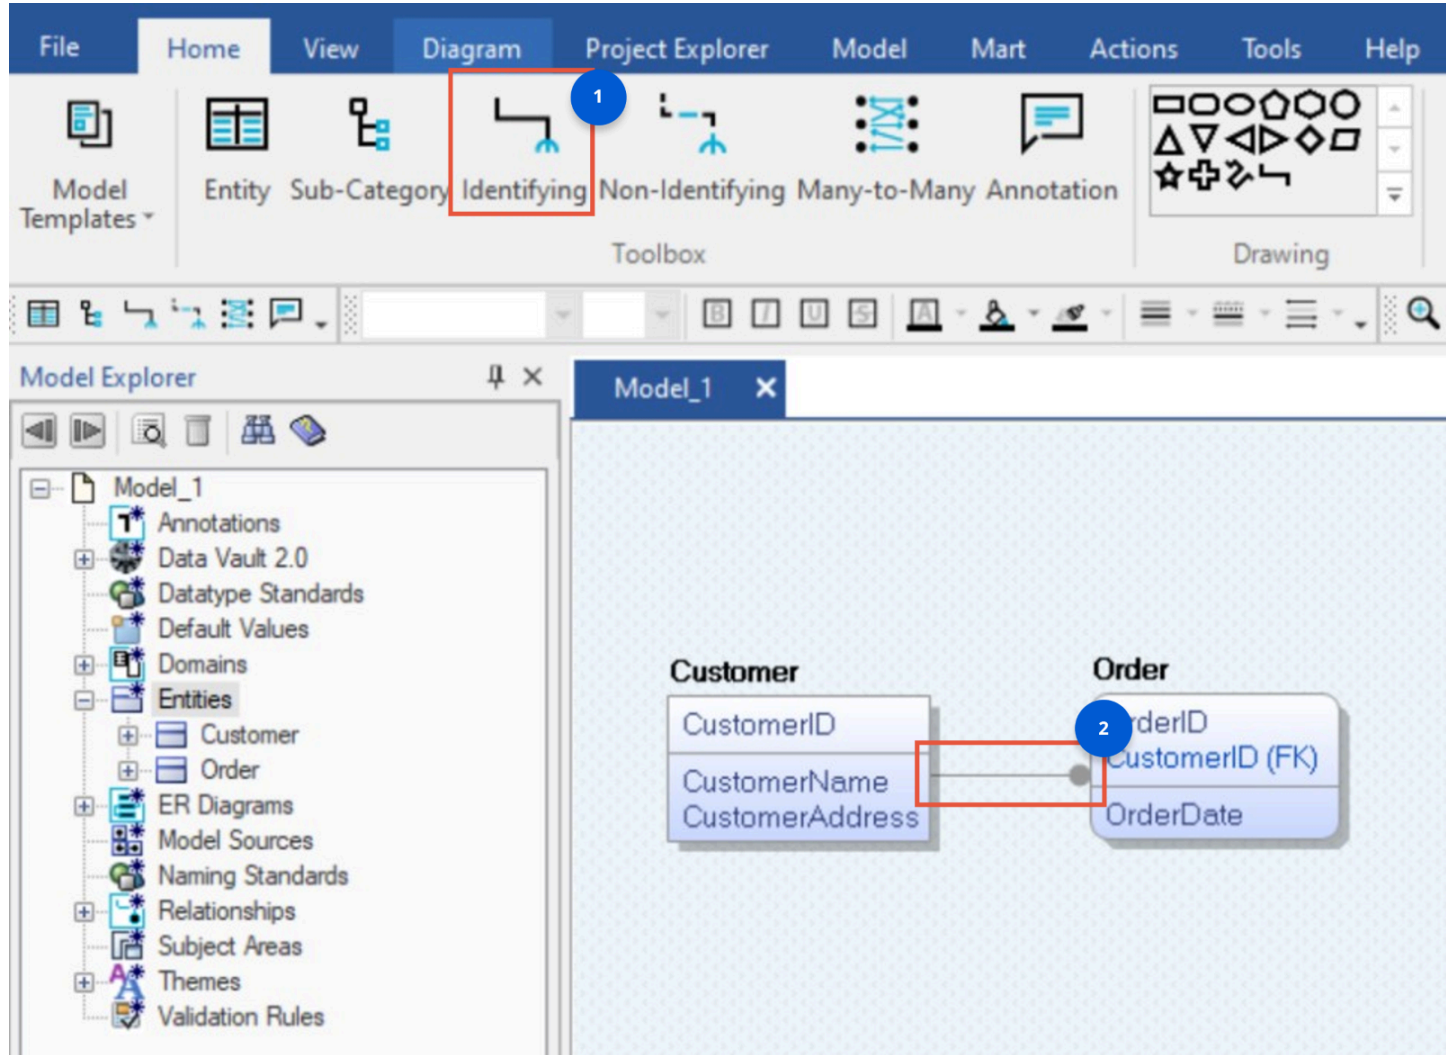 File Home View Diagram Project Explorer Model Mart Actions Tools Help
1
Model Templates
Entity Sub-Category Identifying Non-Identifying Many-to-Many Annotation
Toolbox
Drawing
B I U S A
Model Explorer
Model_1
Model_1
Annotations
Data Vault 2.0
Datatype Standards
Default Values
Domains
Entities
Customer
Order
ER Diagrams
Model Sources
Naming Standards
Relationships
Subject Areas
Themes
Validation Rules
Customer
CustomerID
CustomerName
CustomerAddress
2
Order
rderID
CustomerID (FK)
OrderDate